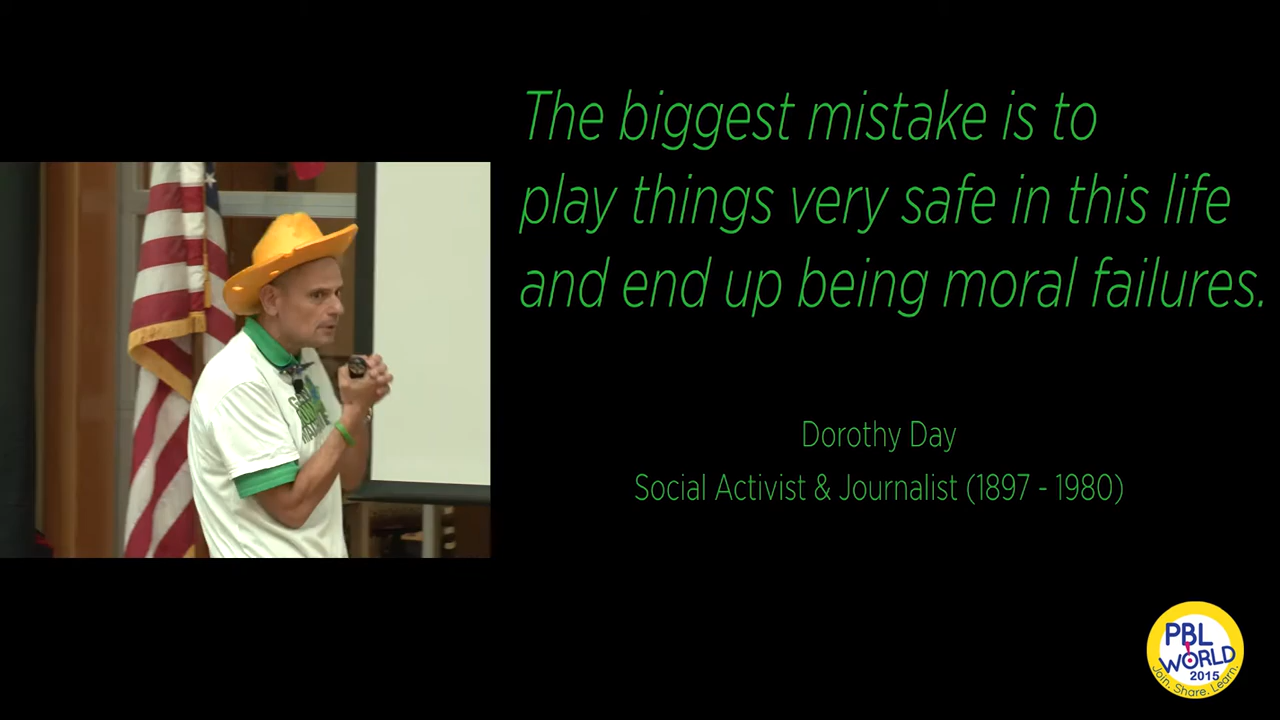 The biggest mistake is to
play things very safe in this life
and end up being moral failures.
Dorothy Day
Social Activist & Journalist (1897 - 1980)
PBL
WORLD
2015
Join. Share. Learn.